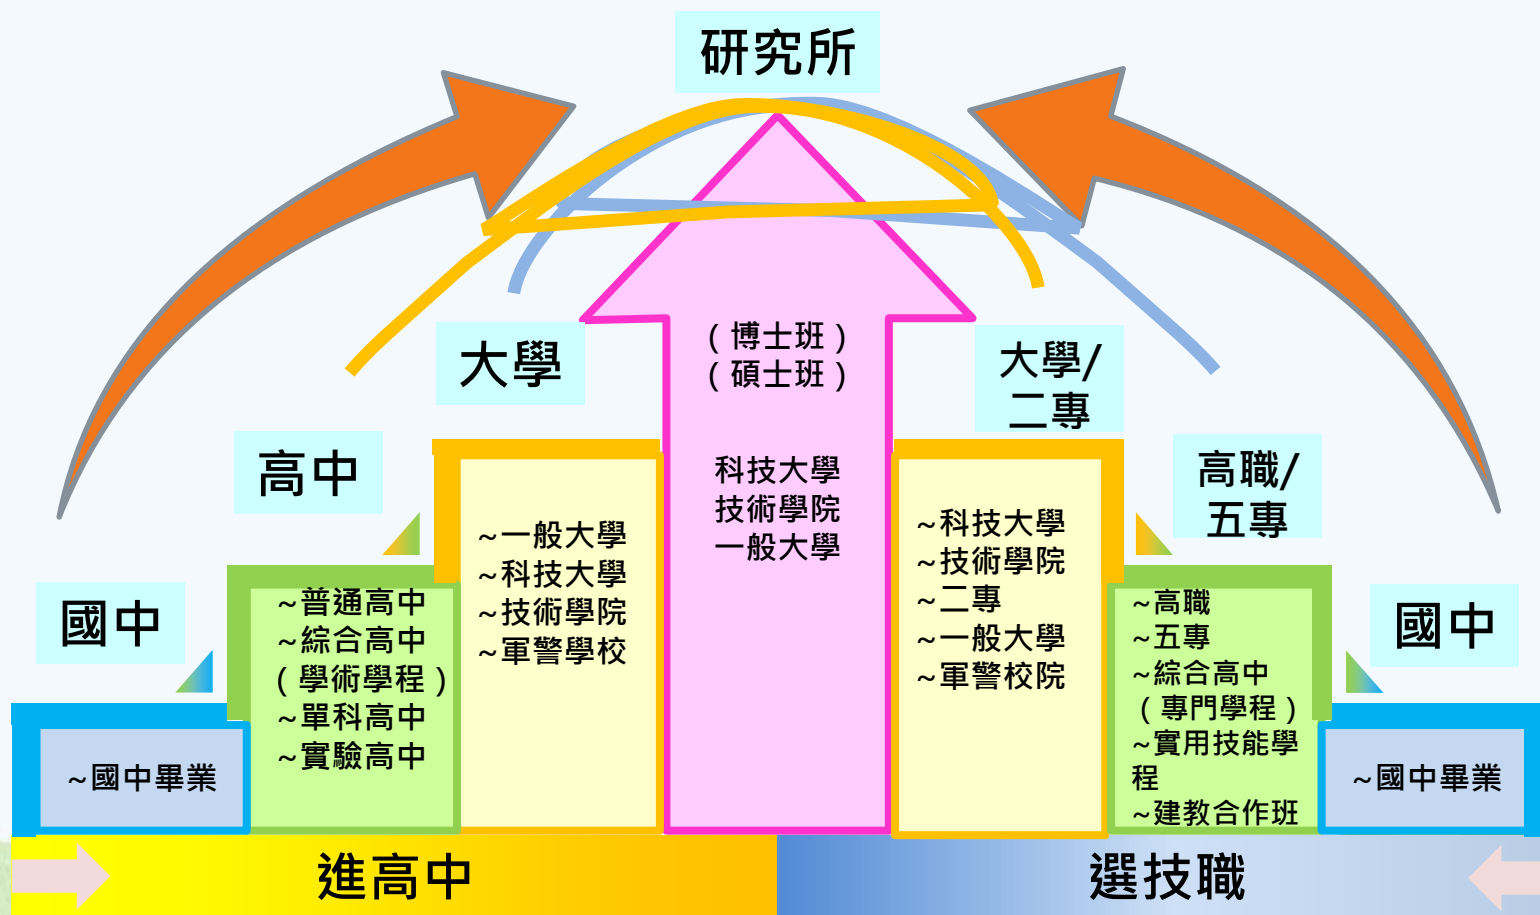 研究所
大學
高中
國中
~國中畢業
~普通高中
~綜合高中
（學術學程）
~單科高中
~實驗高中
~一般大學
~科技大學
~技術學院
~軍警學校
（博士班）
（碩士班）
科技大學
技術學院
一般大學
大學/
二專
~科技大學
~技術學院
~二專
~一般大學
~軍警校院
高職/
五專
~高職
~五專
~綜合高中
（專門學程）
~實用技能學
程
~建教合作班
國中
~國中畢業
進高中
選技職